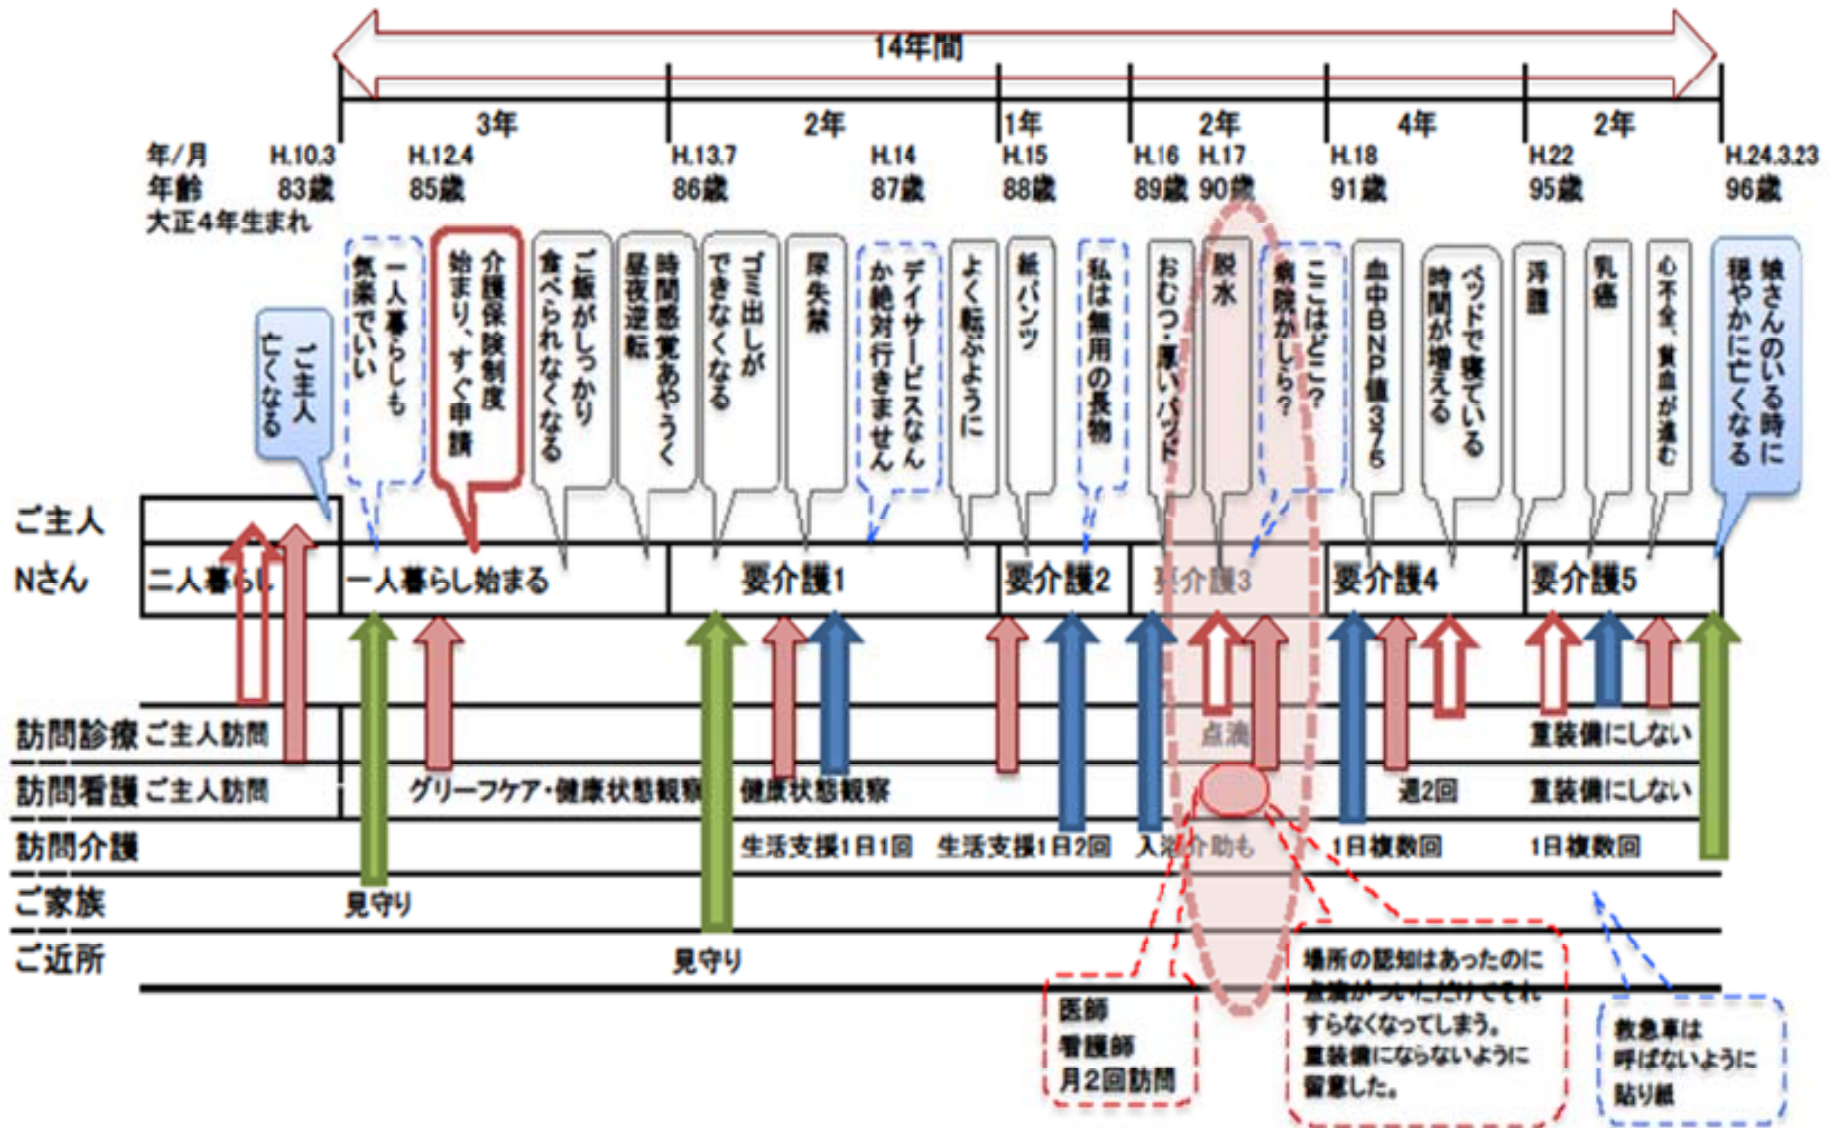 14年間
3年
2年
1年
2年
4年
2年
年/月
H.10.3
H.12.4
H.13.7
H.14
H.15
H.16
H.17
H.18
H.22
H.24.3.23
年齢
83歳
85歳
86歳
87歳
88歳
89歳
90歳
91歳
95歳
96歳
大正4年生まれ
ご主人
亡くなる
一人暮らしも
気楽でいい
介護保険制度
始まり、すぐ申請
ご飯がしっかり
食べられなくなる
時間感覚あやうく
昼夜逆転
ゴミ出しが
できなくなる
尿失禁
デイサービスなん
か絶対行きません
よく転ぶように
紙パンツ
私は無用の長物
おむつ・厚いパッド
脱水
ここはどこ？
病院かしら？
血中BNP値375
ベッドで寝ている
時間が増える
浮腫
乳癌
心不全、貧血が進む
娘さんのいる時に
穏やかに亡くなる
ご主人
Nさん
二人暮らし
一人暮らし始まる
要介護1
要介護2
要介護3
要介護4
要介護5
訪問診療
ご主人訪問
点滴
重装備にしない
訪問看護
ご主人訪問
グリーフケア・健康状態観察
健康状態観察
週2回
重装備にしない
訪問介護
生活支援1日1回
生活支援1日2回
入浴介助も
1日複数回
1日複数回
ご家族
見守り
ご近所
見守り
医師
看護師
月2回訪問
場所の認知はあったのに
点滴がついただけでそれ
すらなくなってしまう。
重装備にならないように
留意した。
救急車は
呼ばないように
貼り紙